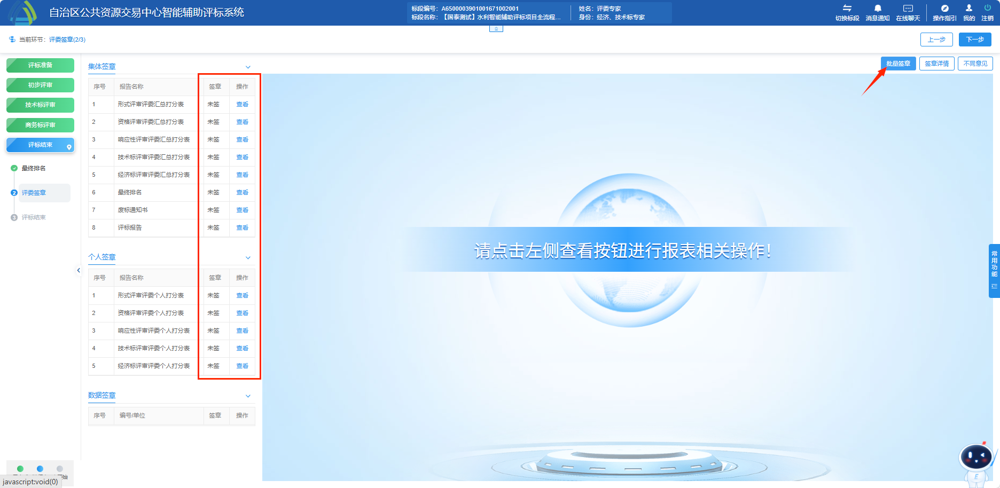 自治区公共资源交易中心智能辅助评标系统
标段编号：A6500003901001671002001
标段名称：【国泰测试】水利智能辅助评标项目全流程...
姓名：评委专家
身份：经济、技术标专家
切换标段
消息通知
在线聊天
操作指引
我的
注销
当前环节：评委签章(2/3)
上一步
下一步
评标准备
初步评审
技术标评审
商务标评审
评标结束
最终排名
2 评委签章
3 评标结束
批量签章
签章详情
不同意见
集体签章
序号 报告名称 签章 操作
1 形式评审评委汇总打分表 未签 查看
2 资格评审评委汇总打分表 未签 查看
3 响应性评审评委汇总打分表 未签 查看
4 技术标评审评委汇总打分表 未签 查看
5 经济标评审评委汇总打分表 未签 查看
6 最终排名 未签 查看
7 废标通知书 未签 查看
8 评标报告 未签 查看
个人签章
序号 报告名称 签章 操作
1 形式评审评委个人打分表 未签 查看
2 资格评审评委个人打分表 未签 查看
3 响应性评审评委个人打分表 未签 查看
4 技术标评审评委个人打分表 未签 查看
5 经济标评审评委个人打分表 未签 查看
数据签章
序号 编号/单位 签章 操作
请点击左侧查看按钮进行报表相关操作！
常用功能
E
javascript:void(0)